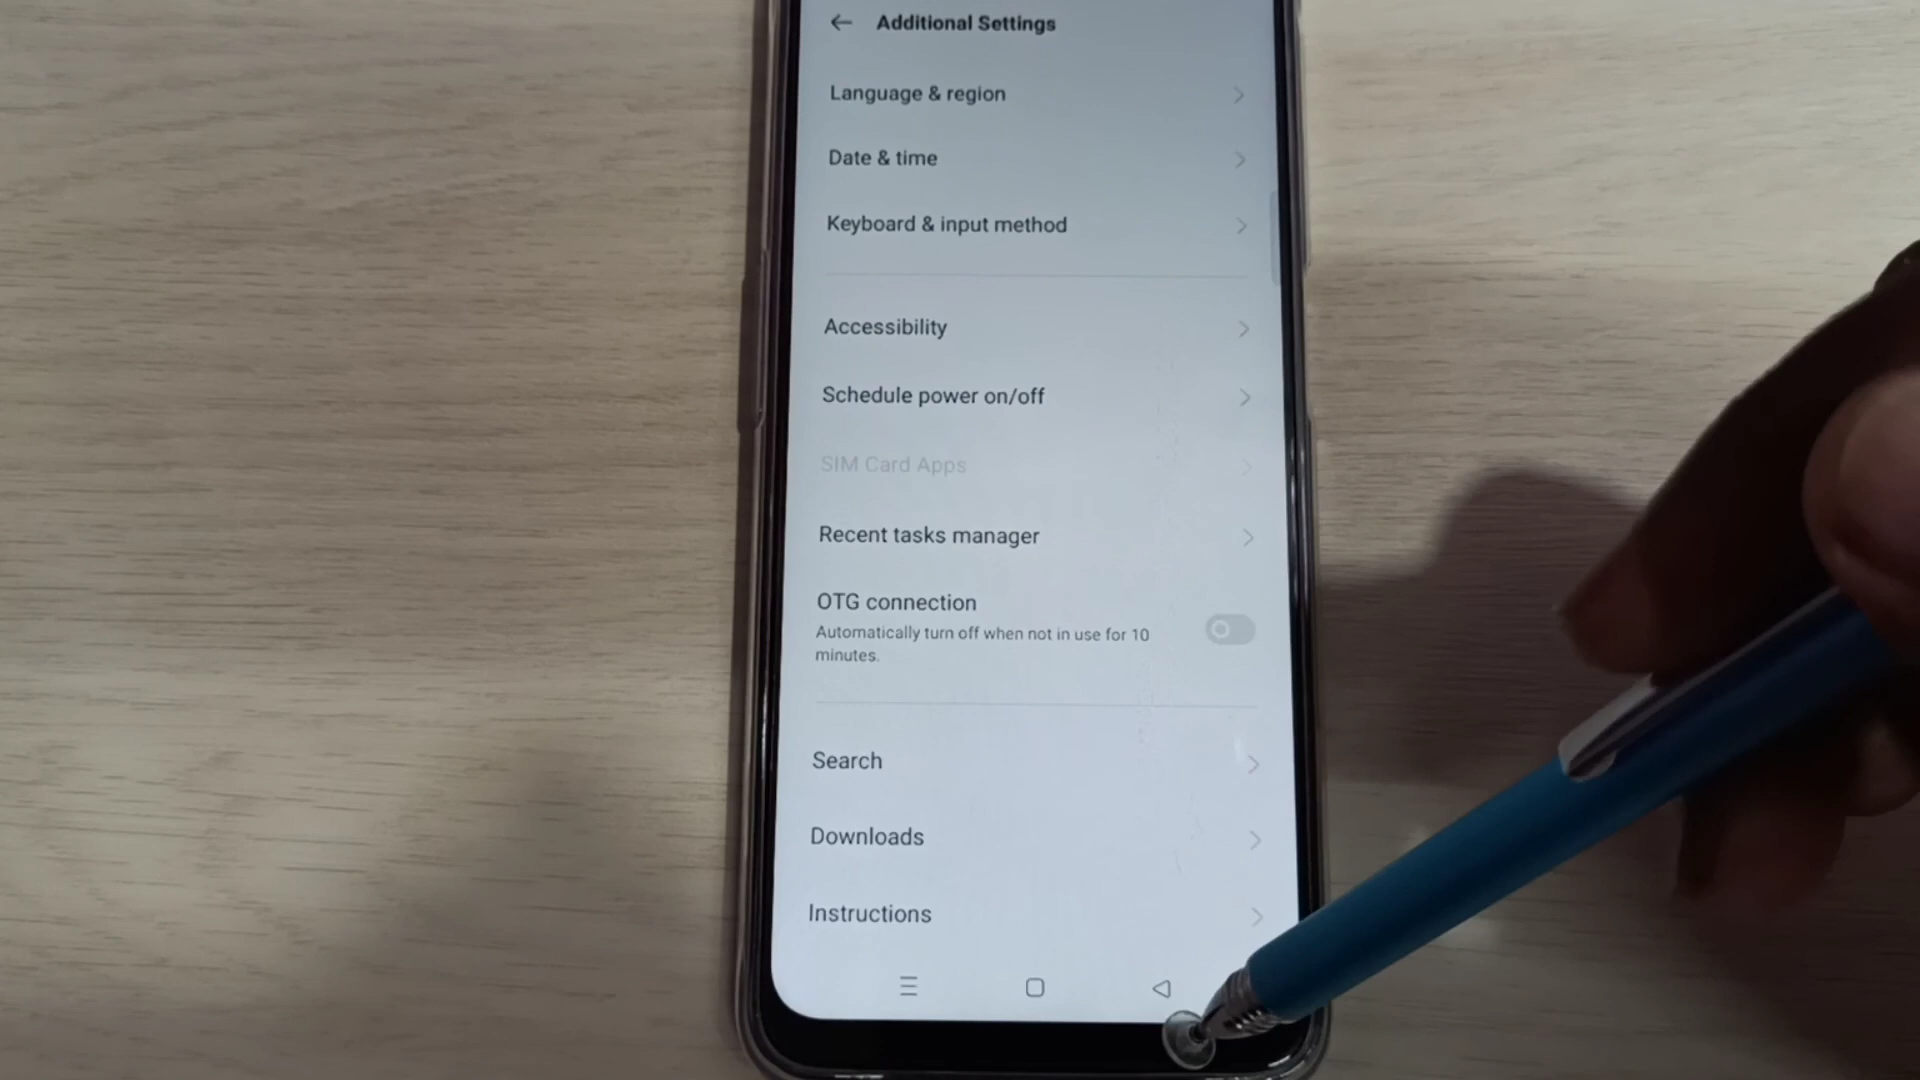 Additional Settings
Language & region
Date & time
Keyboard & input method
Accessibility
Schedule power on/off
SIM Card Apps
Recent tasks manager
OTG connection
Automatically turn off when not in use for 10
minutes.
Search
Downloads
Instructions